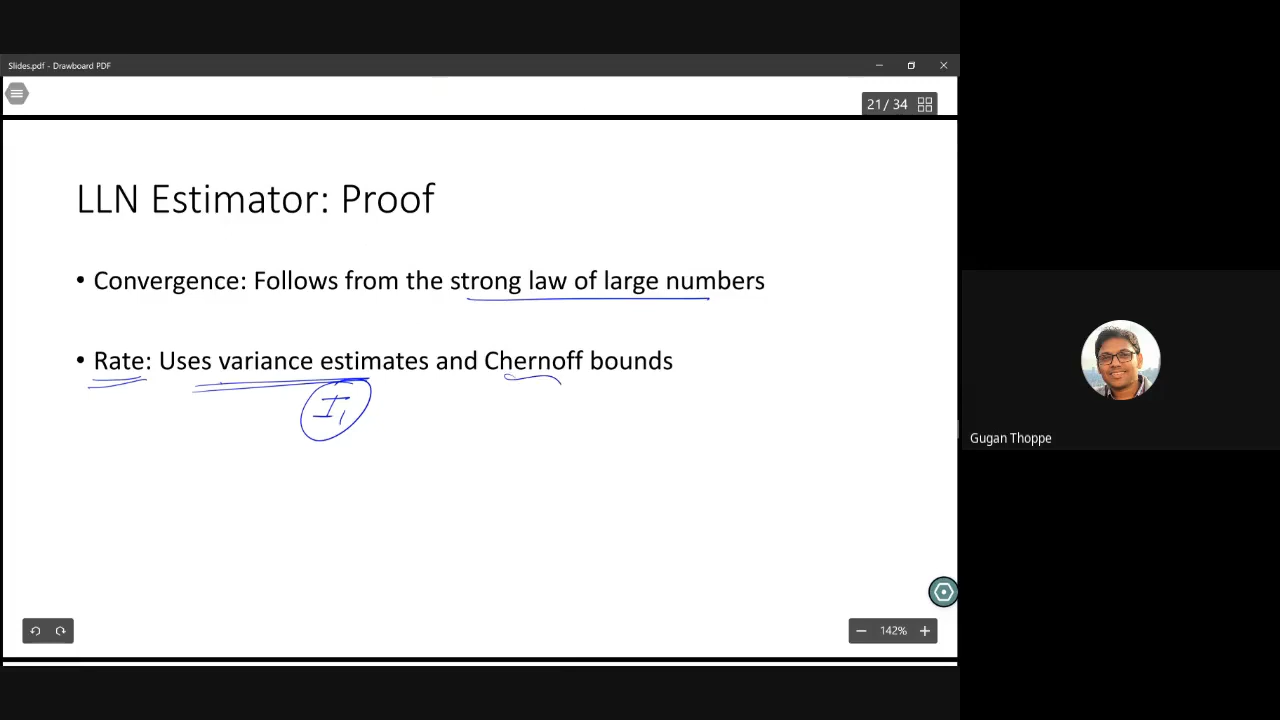 Slides.pdf - Drawboard PDF
21 / 34
LLN Estimator: Proof
• Convergence: Follows from the strong law of large numbers
• Rate: Uses variance estimates and Chernoff bounds
I₁
Gugan Thoppe
142%